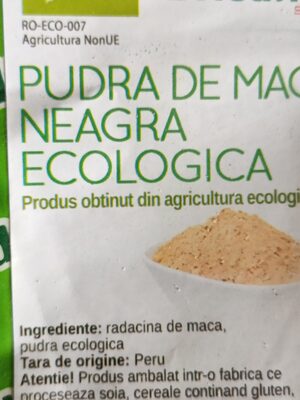 RO-ECO-007
Agricultura NonUE
PUDRA DE MAC
NEAGRA
ECOLOGICA
Produs obtinut din agricultura ecologi
Ingrediente: radacina de maca,
pudra ecologica
Tara de origine: Peru
Atentie! Produs ambalat intr-o fabrica ce
proceseaza soia, cereale continand gluten,